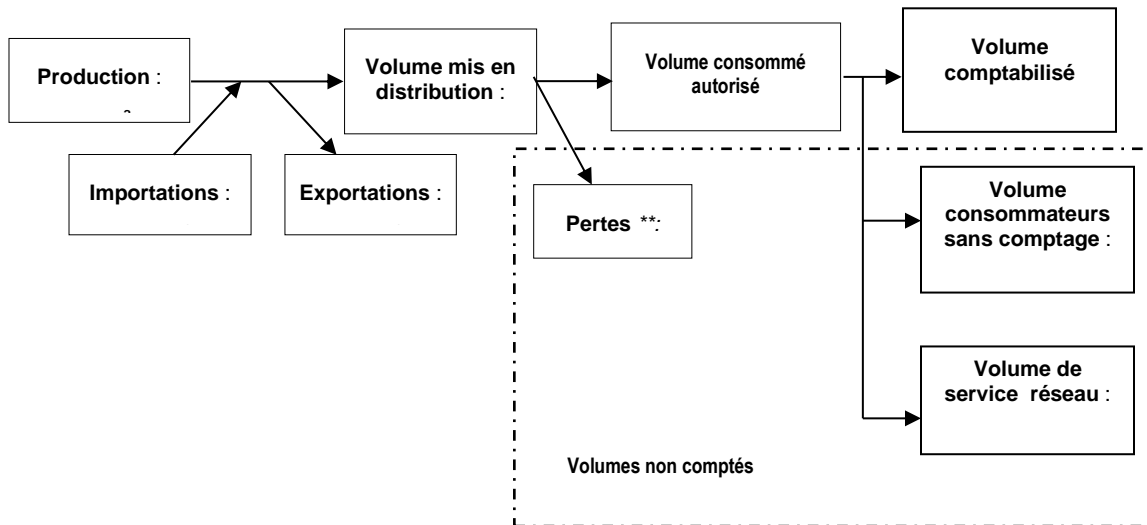 Production :
Volume mis en
distribution :
Volume consommé
autorisé
Volume
comptabilisé
Importations :
Exportations :
Pertes **:
Volume
consommateurs
sans comptage :
Volume de
service réseau :
Volumes non comptés